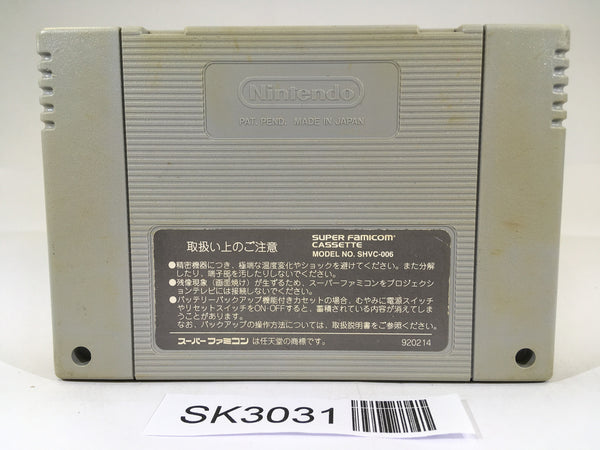 Nintendo
PAT. PEND. MADE IN JAPAN
取扱い上のご注意
SUPER FAMICOM
CASSETTE
MODEL NO. SHVC-006
●精密機器につき、極端な温度変化やショックを避けてください。また分解
したり、端子部を汚したりしないでください。
●残像現象（画面焼け）が生ずるため、スーパーファミコンをプロジェクシ
ョンテレビには接続しないでください。
●バッテリーバックアップ機能付きカセットの場合、むやみに電源スイッチ
やリセットスイッチをON・OFFすると、蓄積されている内容が消えてしま
うことがあります。
なお、バックアップの操作方法については、取扱説明書をご参照ください。
スーパーファミコン は任天堂の商標です。
920214
SK3031